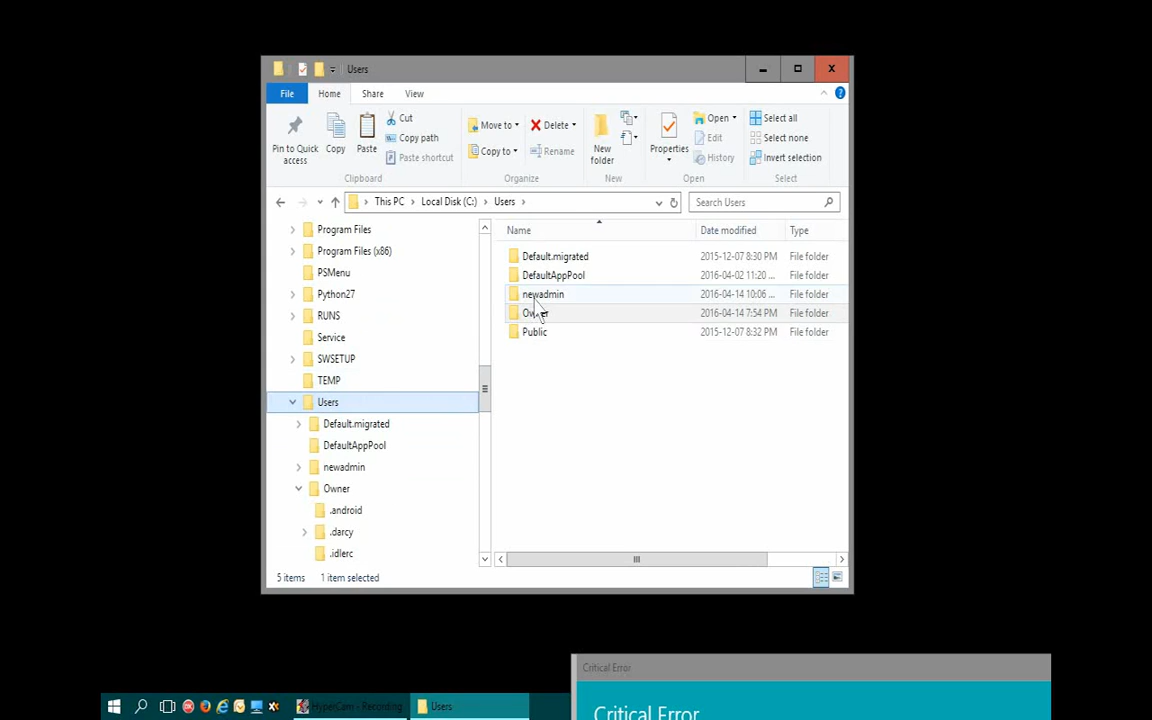 Users
File Home Share View
Pin to Quick access
Copy
Paste
Cut
Copy path
Paste shortcut
Move to
Copy to
Delete
Rename
New folder
Properties
Open
Edit
History
Select all
Select none
Invert selection
Clipboard Organize New Open Select
This PC Local Disk (C:) Users
Search Users
Program Files
Program Files (x86)
PSMenu
Python27
RUNS
Service
SWSETUP
TEMP
Users
Default.migrated
DefaultAppPool
newadmin
Owner
.android
.darcy
.idlerc
Name Date modified Type
Default.migrated 2015-12-07 8:30 PM File folder
DefaultAppPool 2016-04-02 11:20 ... File folder
newadmin 2016-04-14 10:06 ... File folder
Owner 2016-04-14 7:54 PM File folder
Public 2015-12-07 8:32 PM File folder
5 items 1 item selected
Critical Error
Critical Error
HyperCam - Recording
Users